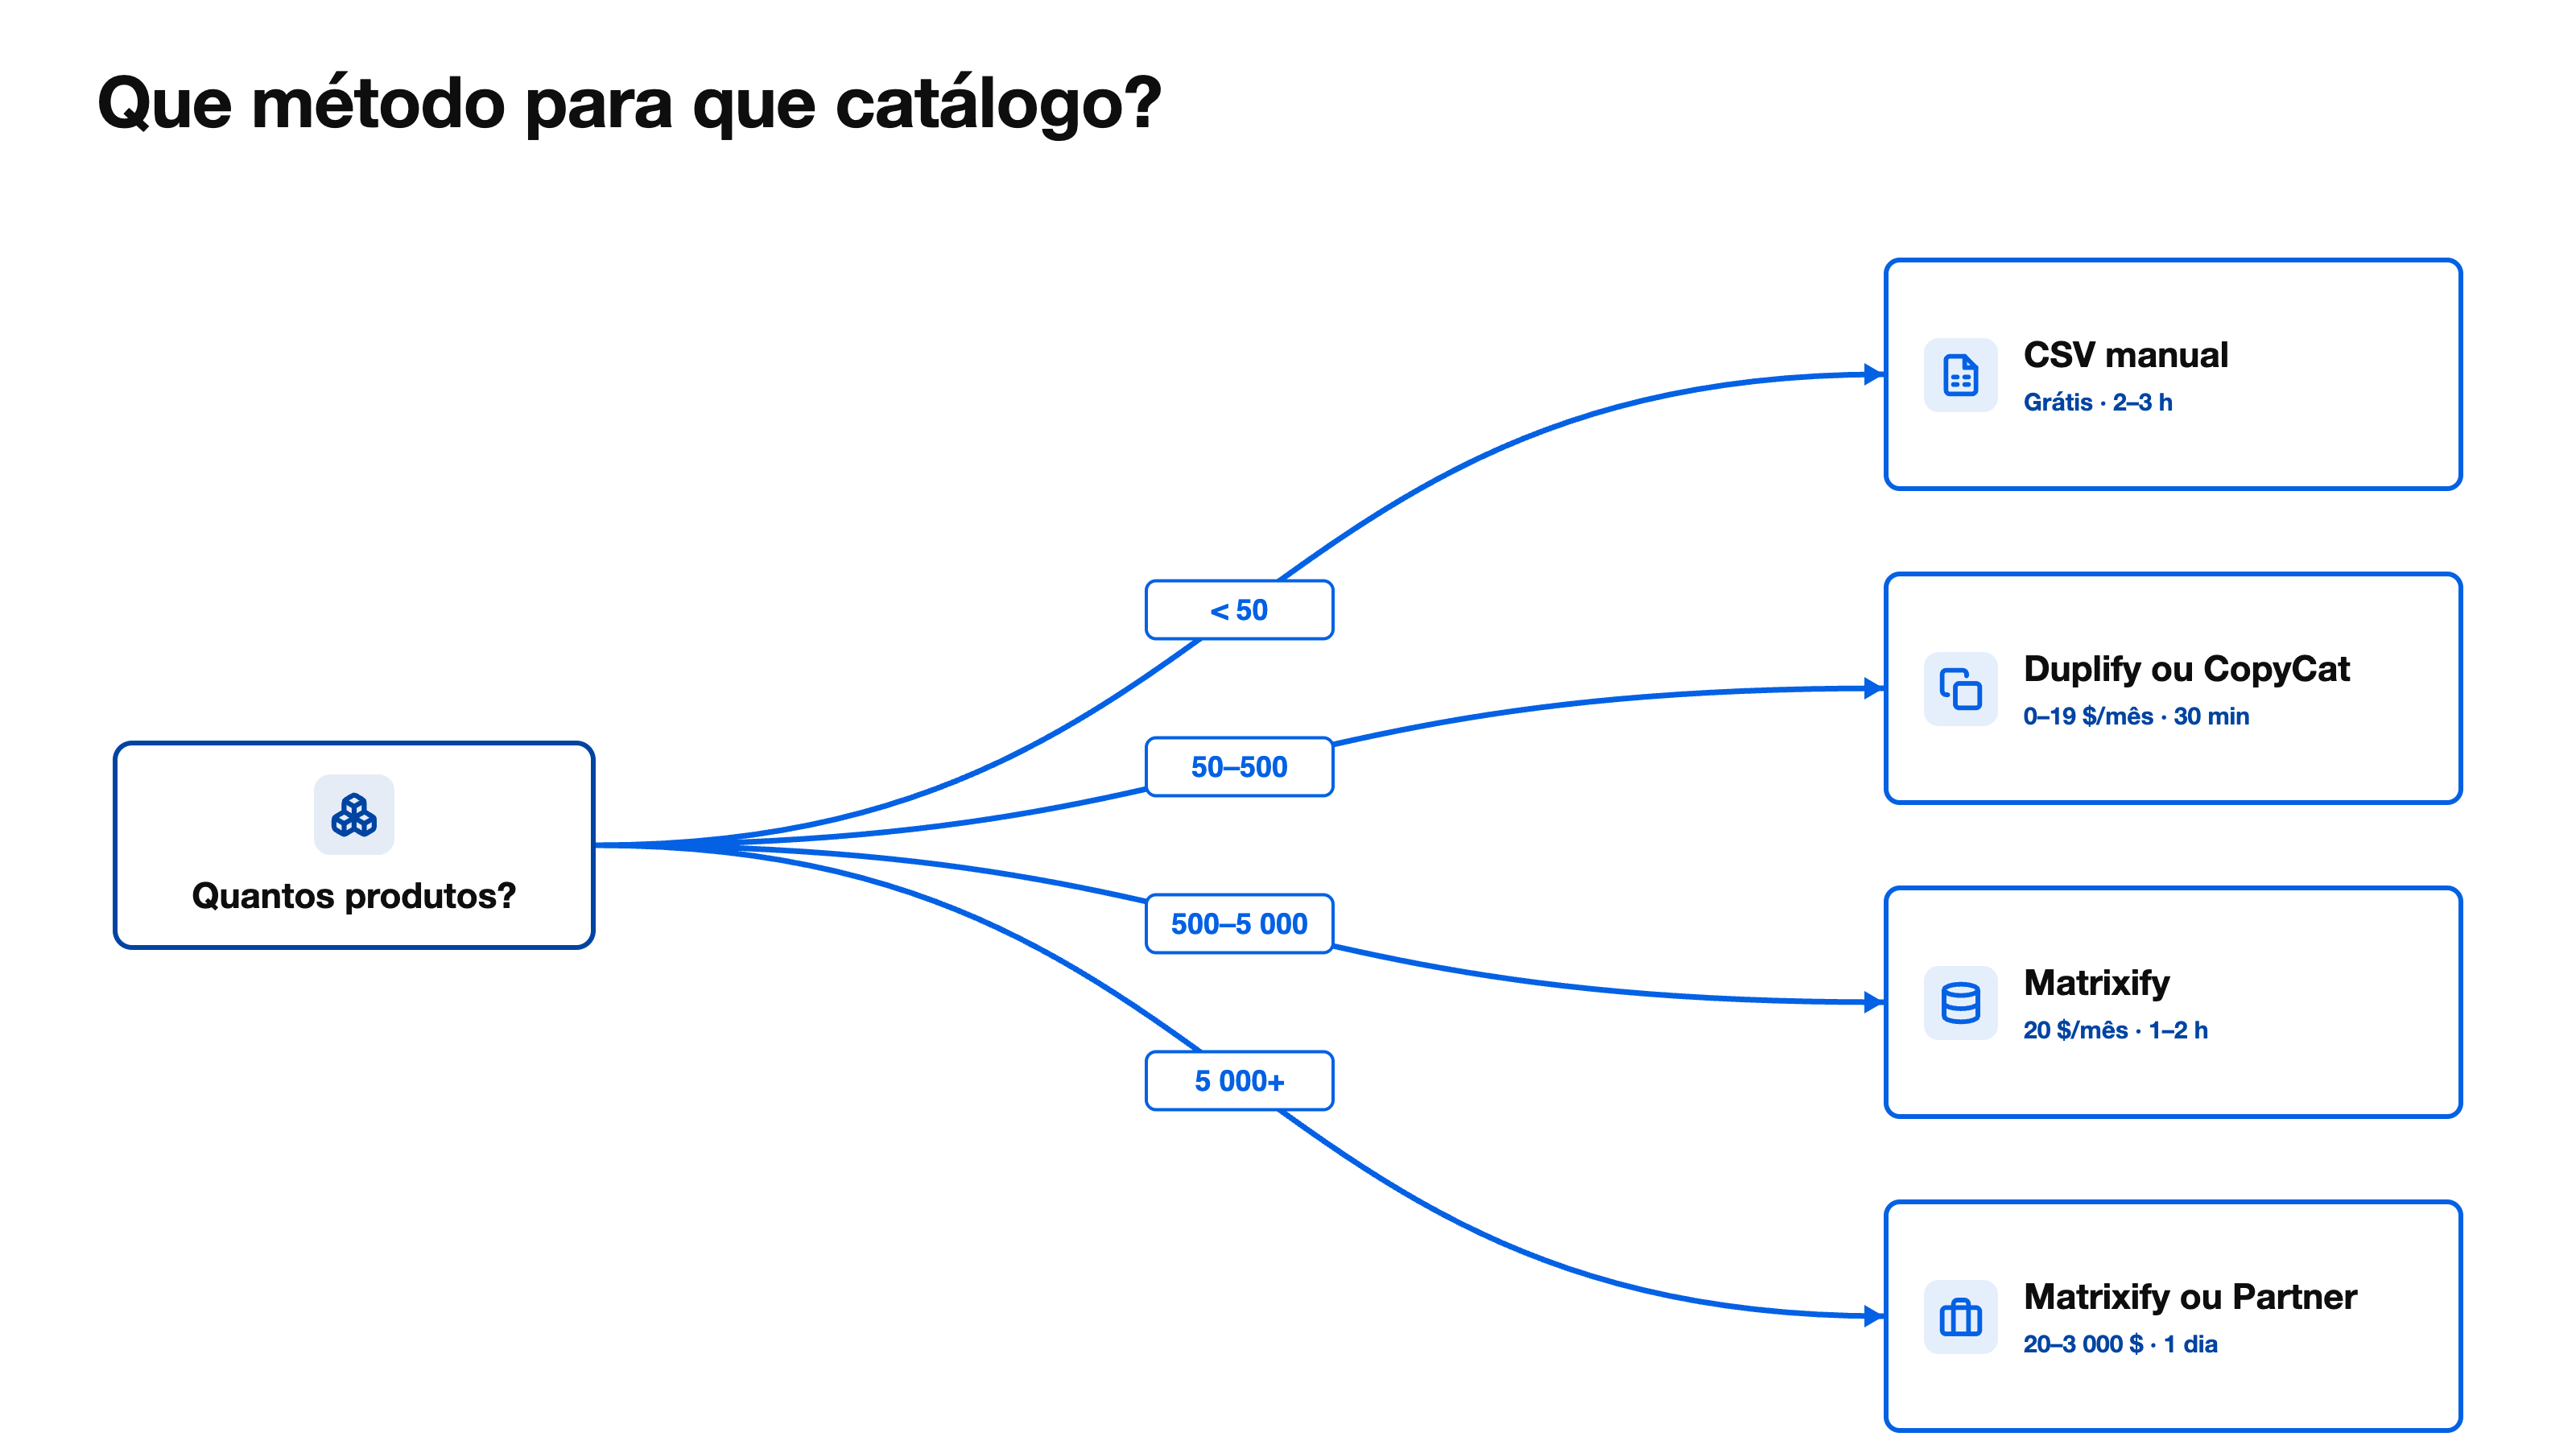 Que método para que catálogo?
Quantos produtos?
< 50
50–500
500–5 000
5 000+
CSV manual
Grátis · 2–3 h
Duplify ou CopyCat
0–19 $/mês · 30 min
Matrixify
20 $/mês · 1–2 h
Matrixify ou Partner
20–3 000 $ · 1 dia